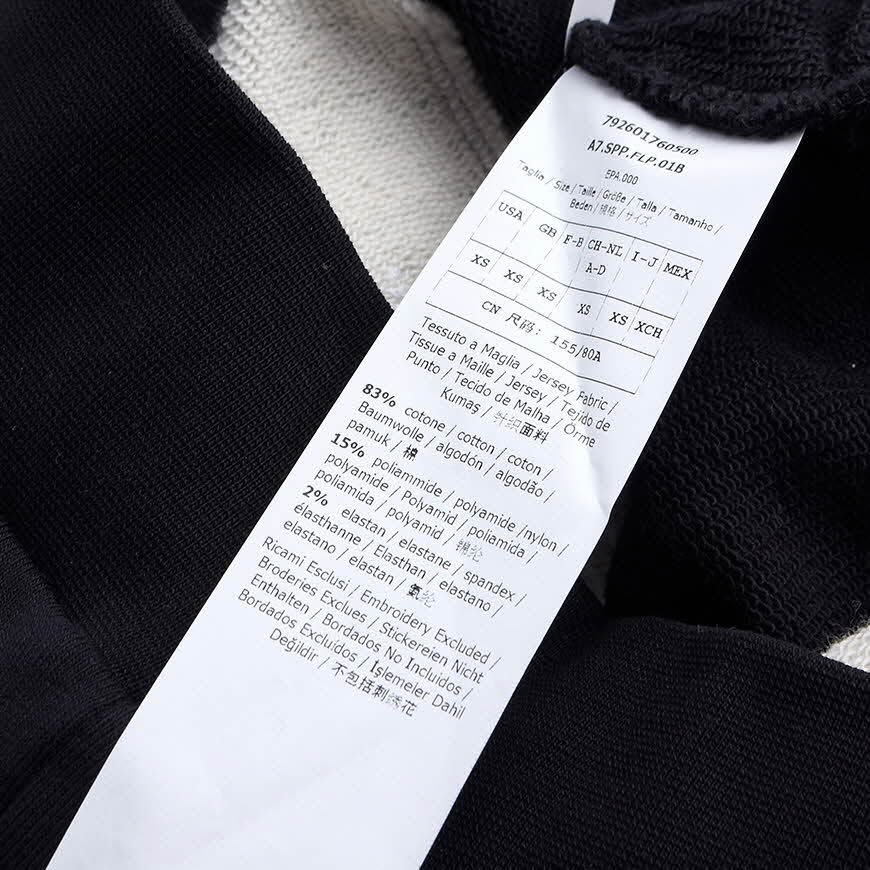 792601760500
A7.SPP.FLP.01B
EPA.000
Taglia / Size / Taille / Größe / Talla / Tamanho /
Beden / 規格 / サイズ
USA GB F-B CH-NL I-J MEX
A-D
XS XS XS XS XS XCH
CN 尺码: 155/80A
Tessuto a Maglia / Jersey Fabric /
Tissue a Maille / Jersey / Tejido de
Punto / Tecido de Malha / Örme
Kumaş / 针织面料
83% cotone / cotton / coton /
Baumwolle / algodón / algodão /
pamuk / 棉
15% poliammide / polyamide /nylon /
polyamide / Polyamid / poliamida /
poliamida / polyamid / 锦纶
2% elastan / elastane / spandex /
élasthanne / Elasthan / elastano /
elastano / elastan / 氨纶
Ricami Esclusi / Embroidery Excluded /
Broderies Exclues / Stickereien Nicht
Enthalten / Bordados No Incluidos /
Bordados Excluídos / İşlemeler Dahil
Değildir / 不包括刺绣花